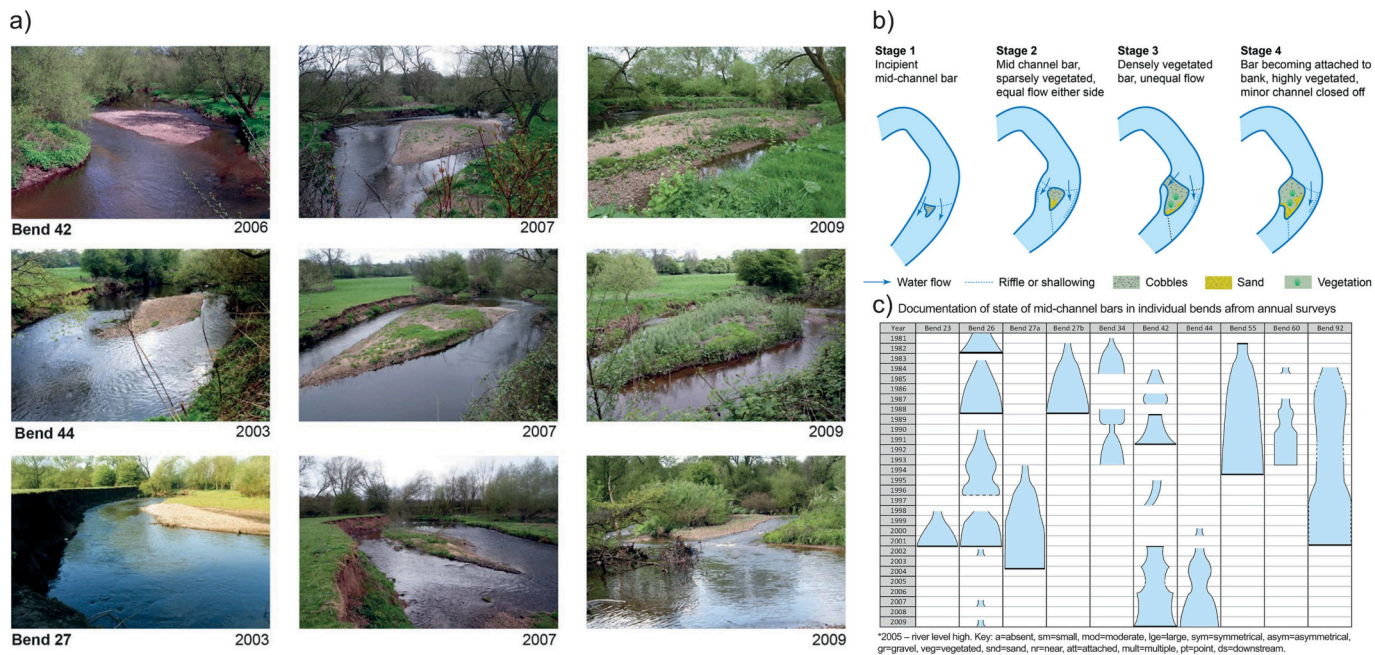 a)
2006
2007
2009
Bend 42
2003
2007
2009
Bend 44
2003
2007
2009
Bend 27
b)
Stage 1
Incipient
mid-channel bar
Stage 2
Mid channel bar,
sparsely vegetated,
equal flow either side
Stage 3
Densely vegetated
bar, unequal flow
Stage 4
Bar becoming attached to
bank, highly vegetated,
minor channel closed off
Water flow
Riffle or shallowing
Cobbles
Sand
Vegetation
c) Documentation of state of mid-channel bars in individual bends afrom annual surveys
Year Bend 23 Bend 26 Bend 27a Bend 27b Bend 34 Bend 42 Bend 44 Bend 55 Bend 60 Bend 92
1981
1982
1983
1984
1985
1986
1987
1988
1989
1990
1991
1992
1993
1994
1995
1996
1997
1998
1999
2000
2001
2002
2003
2004
2005
2006
2007
2008
2009
*2005 – river level high. Key: a=absent, sm=small, mod=moderate, lge=large, sym=symmetrical, asym=asymmetrical,
gr=gravel, veg=vegetated, snd=sand, nr=near, att=attached, mult=multiple, pt=point, ds=downstream.